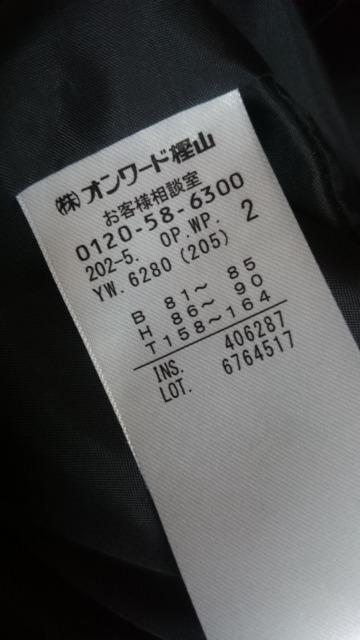 ㈱オンワード樫山
お客様相談室
0120-58-6300
202-5. OP.WP. 2
YW.6280(205)
B 81〜 85
H 86〜 90
T158〜164
INS. 406287
LOT. 6764517